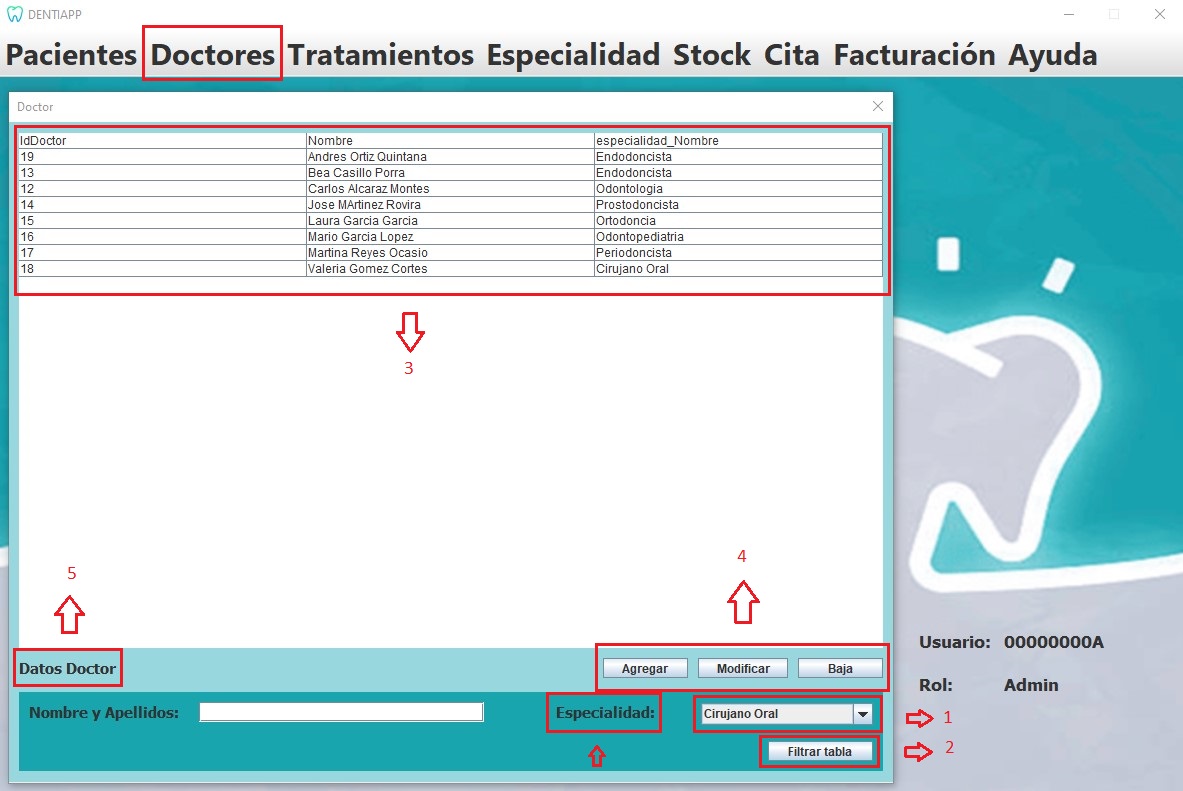 DENTIAPP
Pacientes Doctores Tratamientos Especialidad Stock Cita Facturación Ayuda
Doctor
IdDoctor Nombre especialidad_Nombre
19 Andres Ortiz Quintana Endodoncista
13 Bea Casillo Porra Endodoncista
12 Carlos Alcaraz Montes Odontologia
14 Jose MArtinez Rovira Prostodoncista
15 Laura Garcia Garcia Ortodoncia
16 Mario Garcia Lopez Odontopediatria
17 Martina Reyes Ocasio Periodoncista
18 Valeria Gomez Cortes Cirujano Oral
3
4
5
Usuario: 00000000A
Datos Doctor Agregar Modificar Baja
Rol: Admin
Nombre y Apellidos: Especialidad: Cirujano Oral 1
Filtrar tabla 2